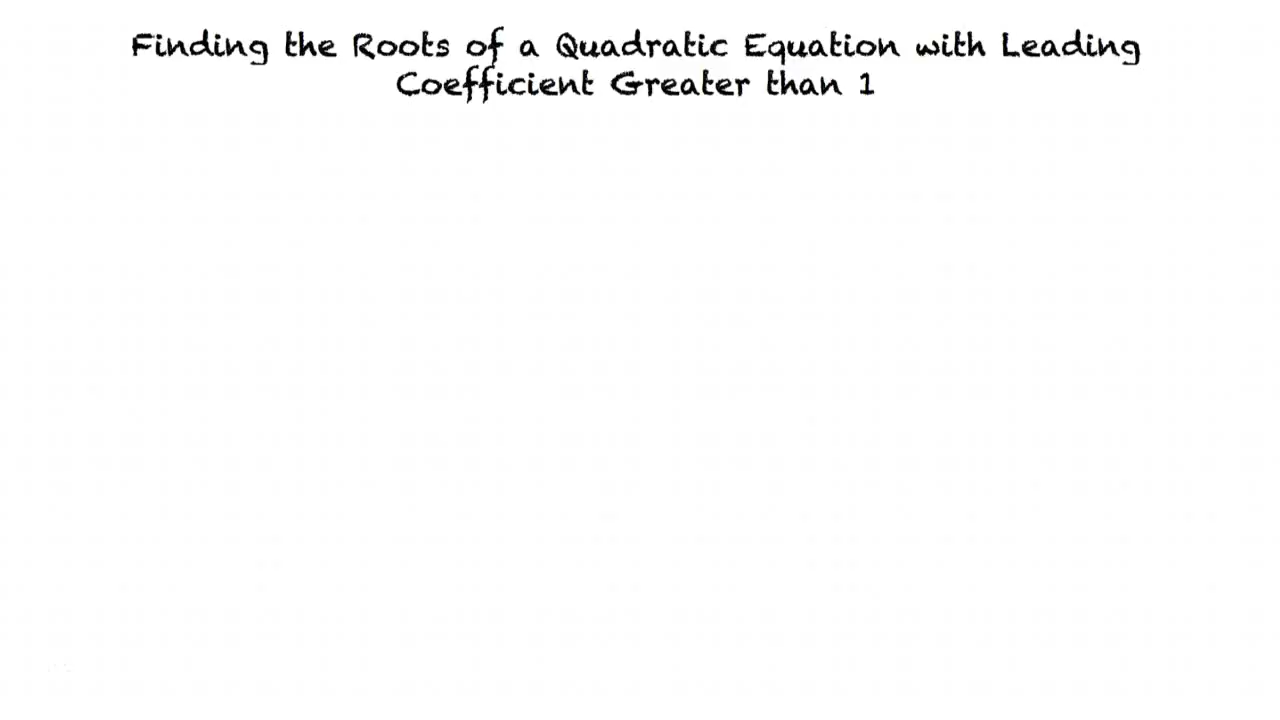 Finding the Roots of a Quadratic Equation with Leading
Coefficient Greater than 1